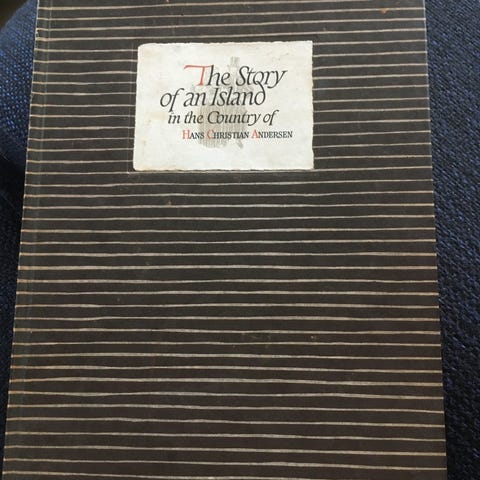 The Story
of an Island
in the Country of
HANS CHRISTIAN ANDERSEN